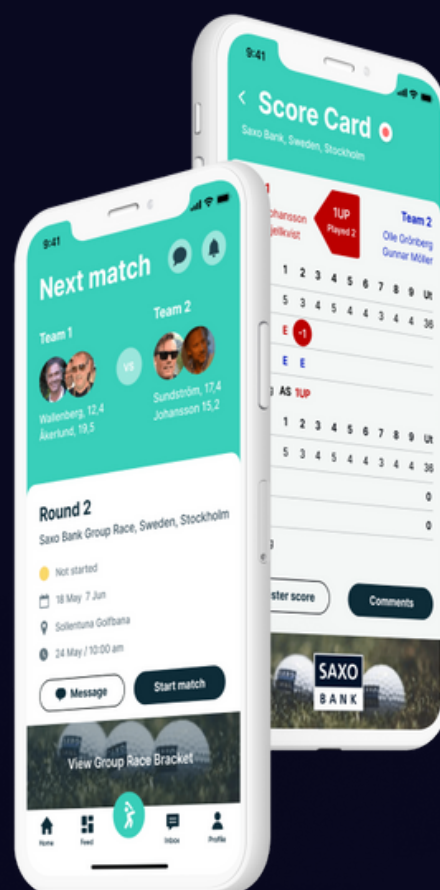 9:41
Next match
Team 1
Team 2
VS
Wallenberg, 12,4
Åkerlund, 19,5
Sundström, 17,4
Johansson 15,2
Round 2
Saxo Bank Group Race, Sweden, Stockholm
Not started
18 May 7 Jun
Sollentuna Golfbana
24 May / 10:00 am
Message
Start match
View Group Race Bracket
Home
Feed
Inbox
Profile
9:41
Score Card
Saxo Bank, Sweden, Stockholm
1UP
Played 2
Team 2
Olle Grönberg
Gunnar Möller
1 2 3 4 5 6 7 8 9 Ut
5 3 4 5 4 4 3 4 4 36
E -1
E E
AS 1UP
1 2 3 4 5 6 7 8 9 Ut
5 3 4 5 4 4 3 4 4 36
0
0
score
Comments
SAXO
BANK